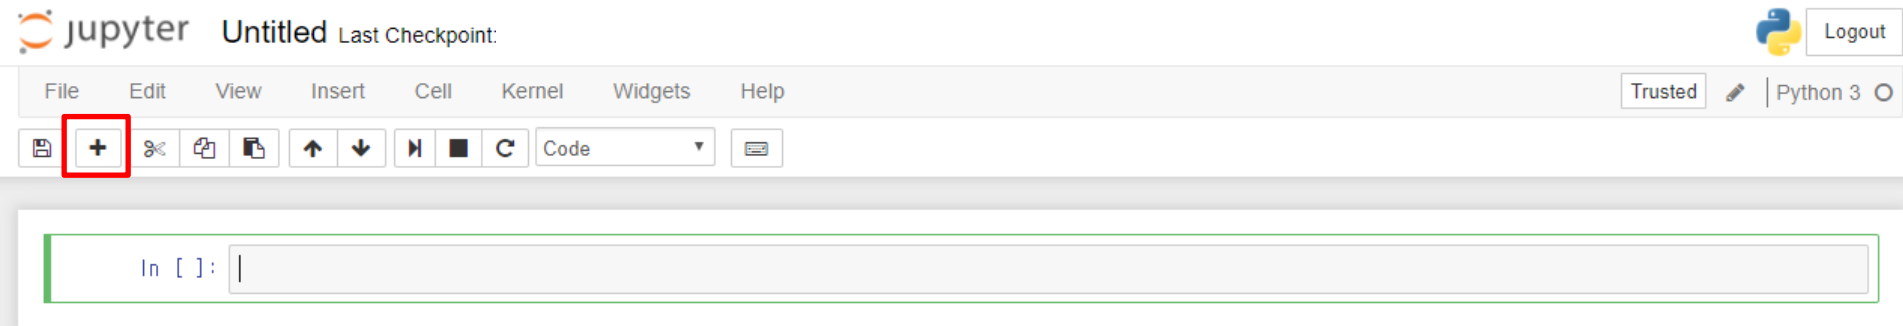 jupyter Untitled Last Checkpoint: Logout
File Edit View Insert Cell Kernel Widgets Help Trusted Python 3
Code
In [ ]: